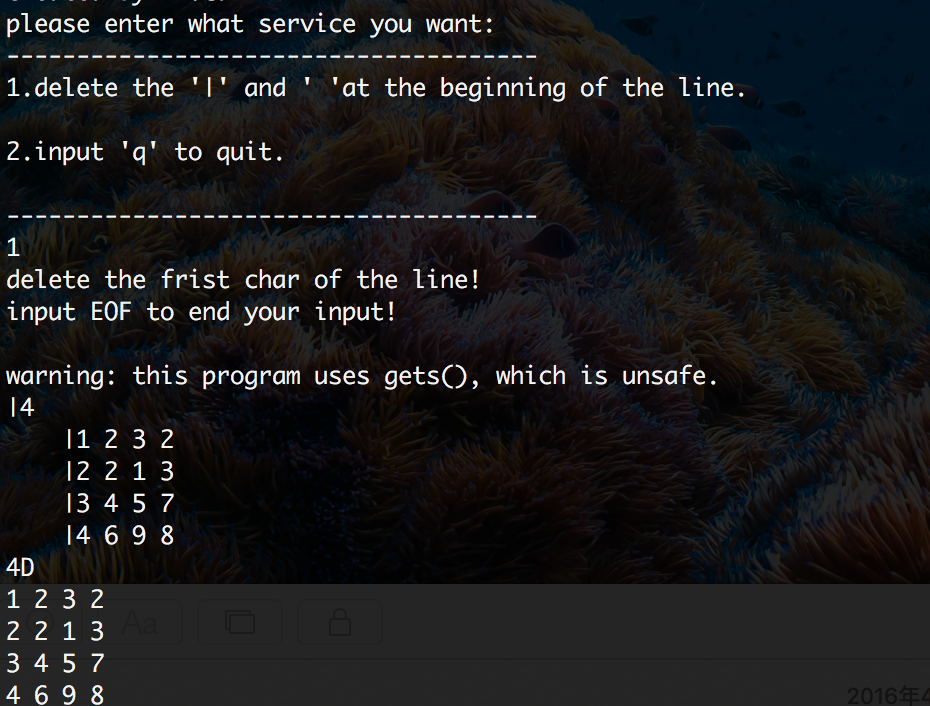 please enter what service you want:
--------------------------------------
1.delete the '|' and ' 'at the beginning of the line.
2.input 'q' to quit.
--------------------------------------
1
delete the frist char of the line!
input EOF to end your input!
warning: this program uses gets(), which is unsafe.
|4
|1 2 3 2
|2 2 1 3
|3 4 5 7
|4 6 9 8
4D
1 2 3 2
Aa
2 2 1 3
3 4 5 7
4 6 9 8
2016年4